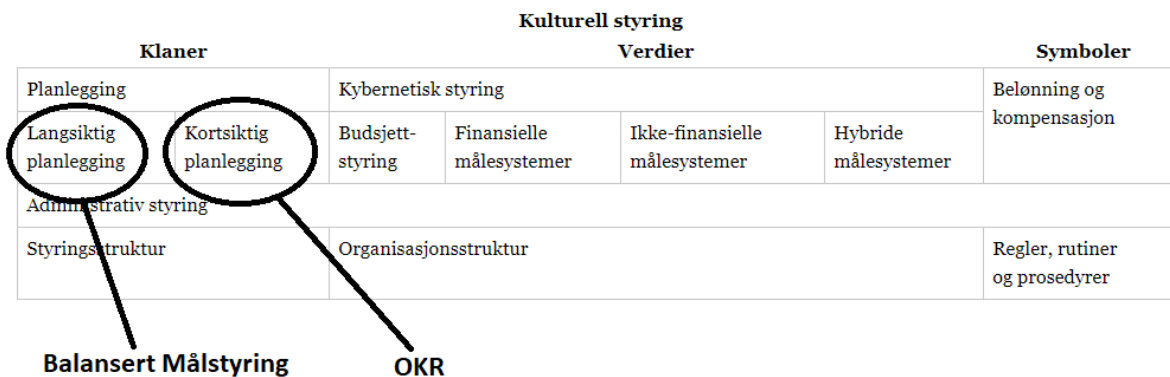 Kulturell styring
Klaner Verdier Symboler
Planlegging Kybernetisk styring Belønning og
kompensasjon
Langsiktig Kortsiktig Budsjett- Finansielle Ikke-finansielle Hybride
planlegging planlegging styring målesystemer målesystemer målesystemer
Administrativ styring
Styringsstruktur Organisasjonsstruktur Regler, rutiner
og prosedyrer
Balansert Målstyring OKR